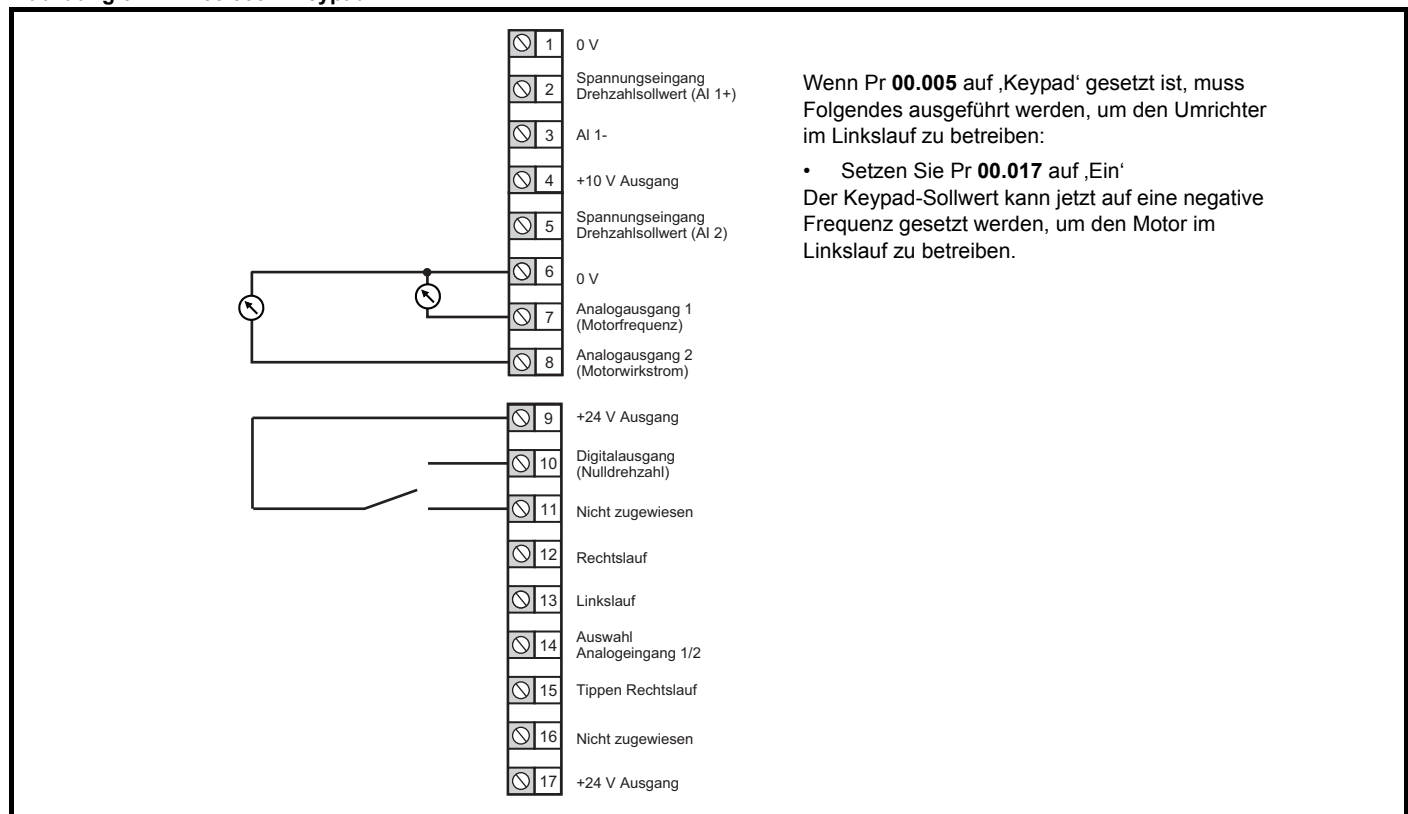 1 0 V
2 Spannungseingang
Drehzahlsollwert (AI 1+)
3 AI 1-
4 +10 V Ausgang
5 Spannungseingang
Drehzahlsollwert (AI 2)
6 0 V
7 Analogausgang 1
(Motorfrequenz)
8 Analogausgang 2
(Motorwirkstrom)
9 +24 V Ausgang
10 Digitalausgang
(Nulldrehzahl)
11 Nicht zugewiesen
12 Rechtslauf
13 Linkslauf
14 Auswahl
Analogeingang 1/2
15 Tippen Rechtslauf
16 Nicht zugewiesen
17 +24 V Ausgang
Wenn Pr 00.005 auf ‚Keypad‘ gesetzt ist, muss
Folgendes ausgeführt werden, um den Umrichter
im Linkslauf zu betreiben:
• Setzen Sie Pr 00.017 auf ‚Ein‘
Der Keypad-Sollwert kann jetzt auf eine negative
Frequenz gesetzt werden, um den Motor im
Linkslauf zu betreiben.